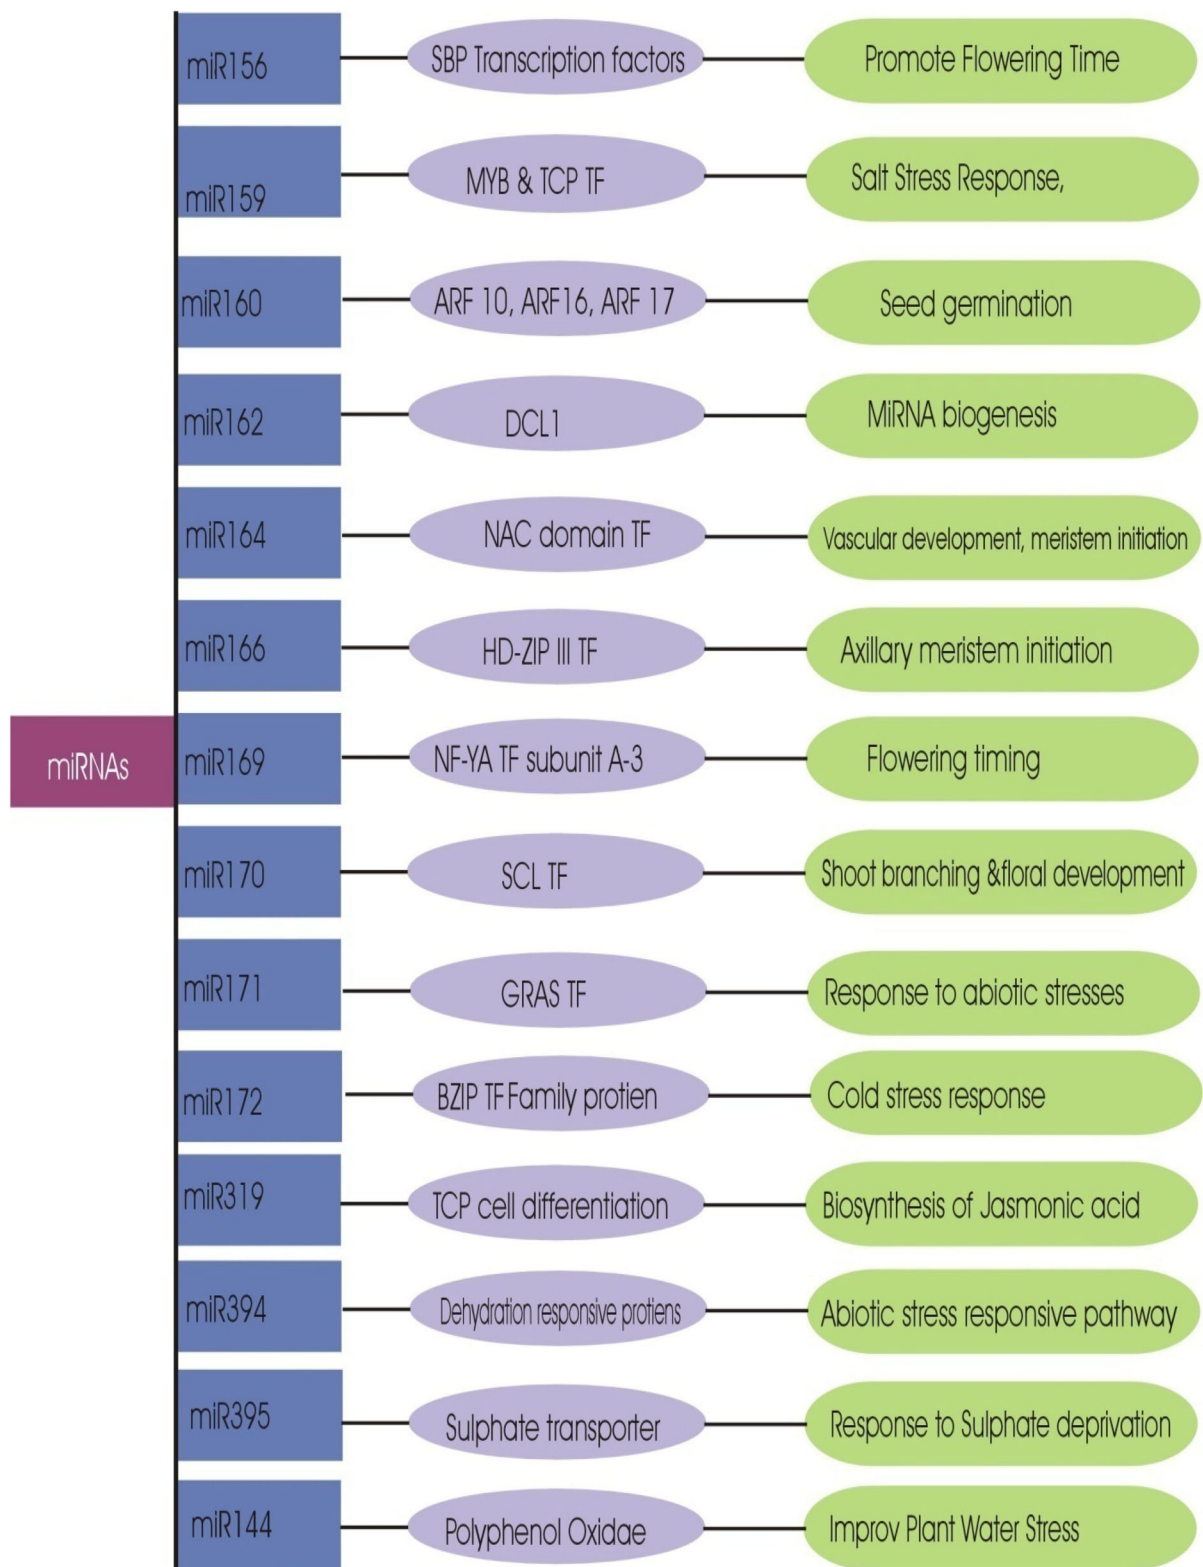 miR156
SBP Transcription factors
Promote Flowering Time
miR159
MYB & TCP TF
Salt Stress Response,
miR160
ARF 10, ARF16, ARF 17
Seed germination
miR162
DCL1
MiRNA biogenesis
miR164
NAC domain TF
Vascular development, meristem initiation
miR166
HD-ZIP III TF
Axillary meristem initiation
miRNAs
miR169
NF-YA TF subunit A-3
Flowering timing
miR170
SCL TF
Shoot branching &floral development
miR171
GRAS TF
Response to abiotic stresses
miR172
BZIP TF Family protien
Cold stress response
miR319
TCP cell differentiation
Biosynthesis of Jasmonic acid
miR394
Dehydration responsive protiens
Abiotic stress responsive pathway
miR395
Sulphate transporter
Response to Sulphate deprivation
miR144
Polyphenol Oxidae
Improv Plant Water Stress